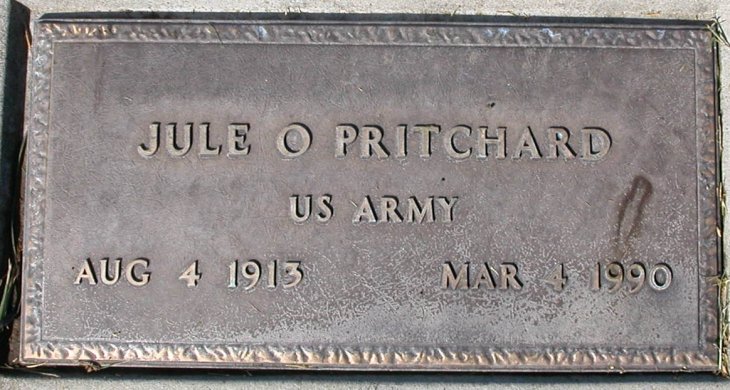 JULE O PRITCHARD
US ARMY
AUG 4 1913 MAR 4 1990